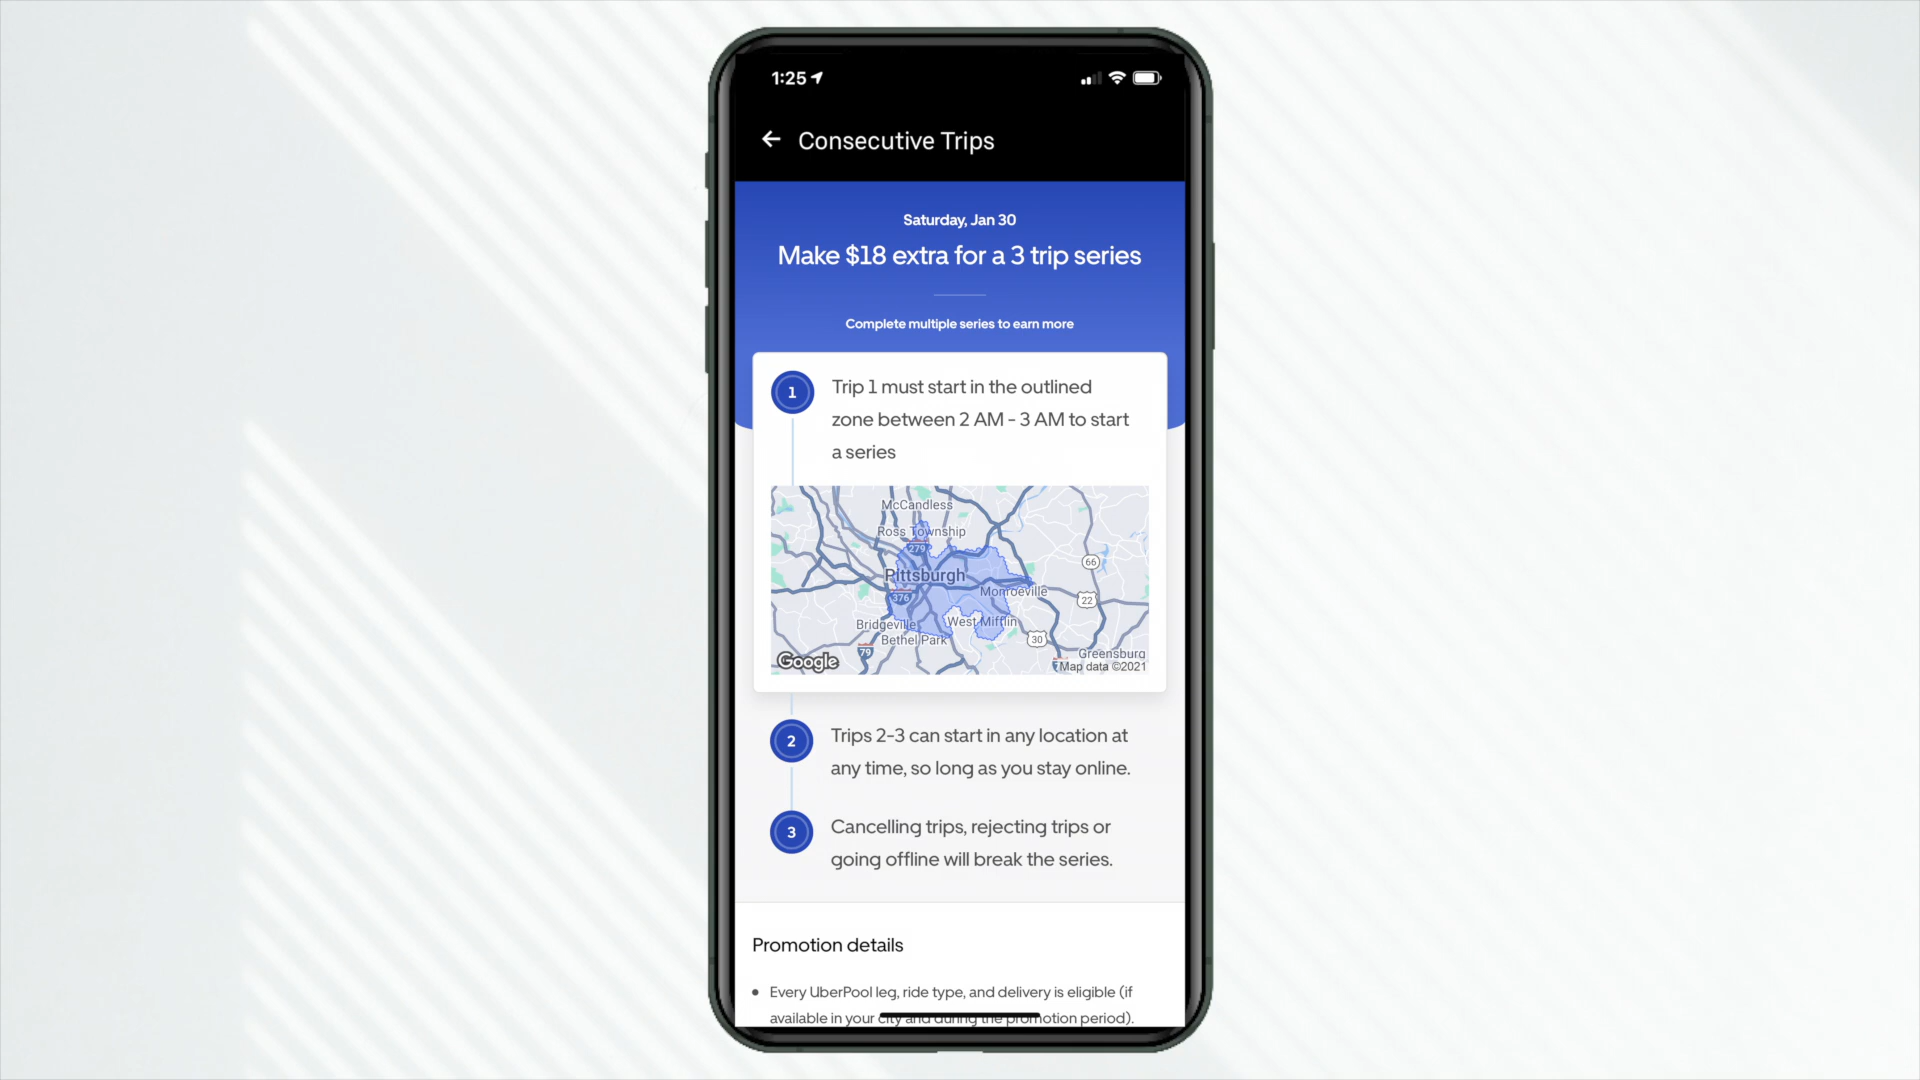 1:25
Consecutive Trips
Saturday, Jan 30
Make $18 extra for a 3 trip series
Complete multiple series to earn more
1
Trip 1 must start in the outlined
zone between 2 AM - 3 AM to start
a series
McCandless
Ross Township
279
66
Pittsburgh
Monroeville
376
22
Bridgeville
West Mifflin
Bethel Park
30
79
Greensburg
Google
Map data ©2021
2
Trips 2-3 can start in any location at
any time, so long as you stay online.
3
Cancelling trips, rejecting trips or
going offline will break the series.
Promotion details
• Every UberPool leg, ride type, and delivery is eligible (if
available in your city and during the promotion period).